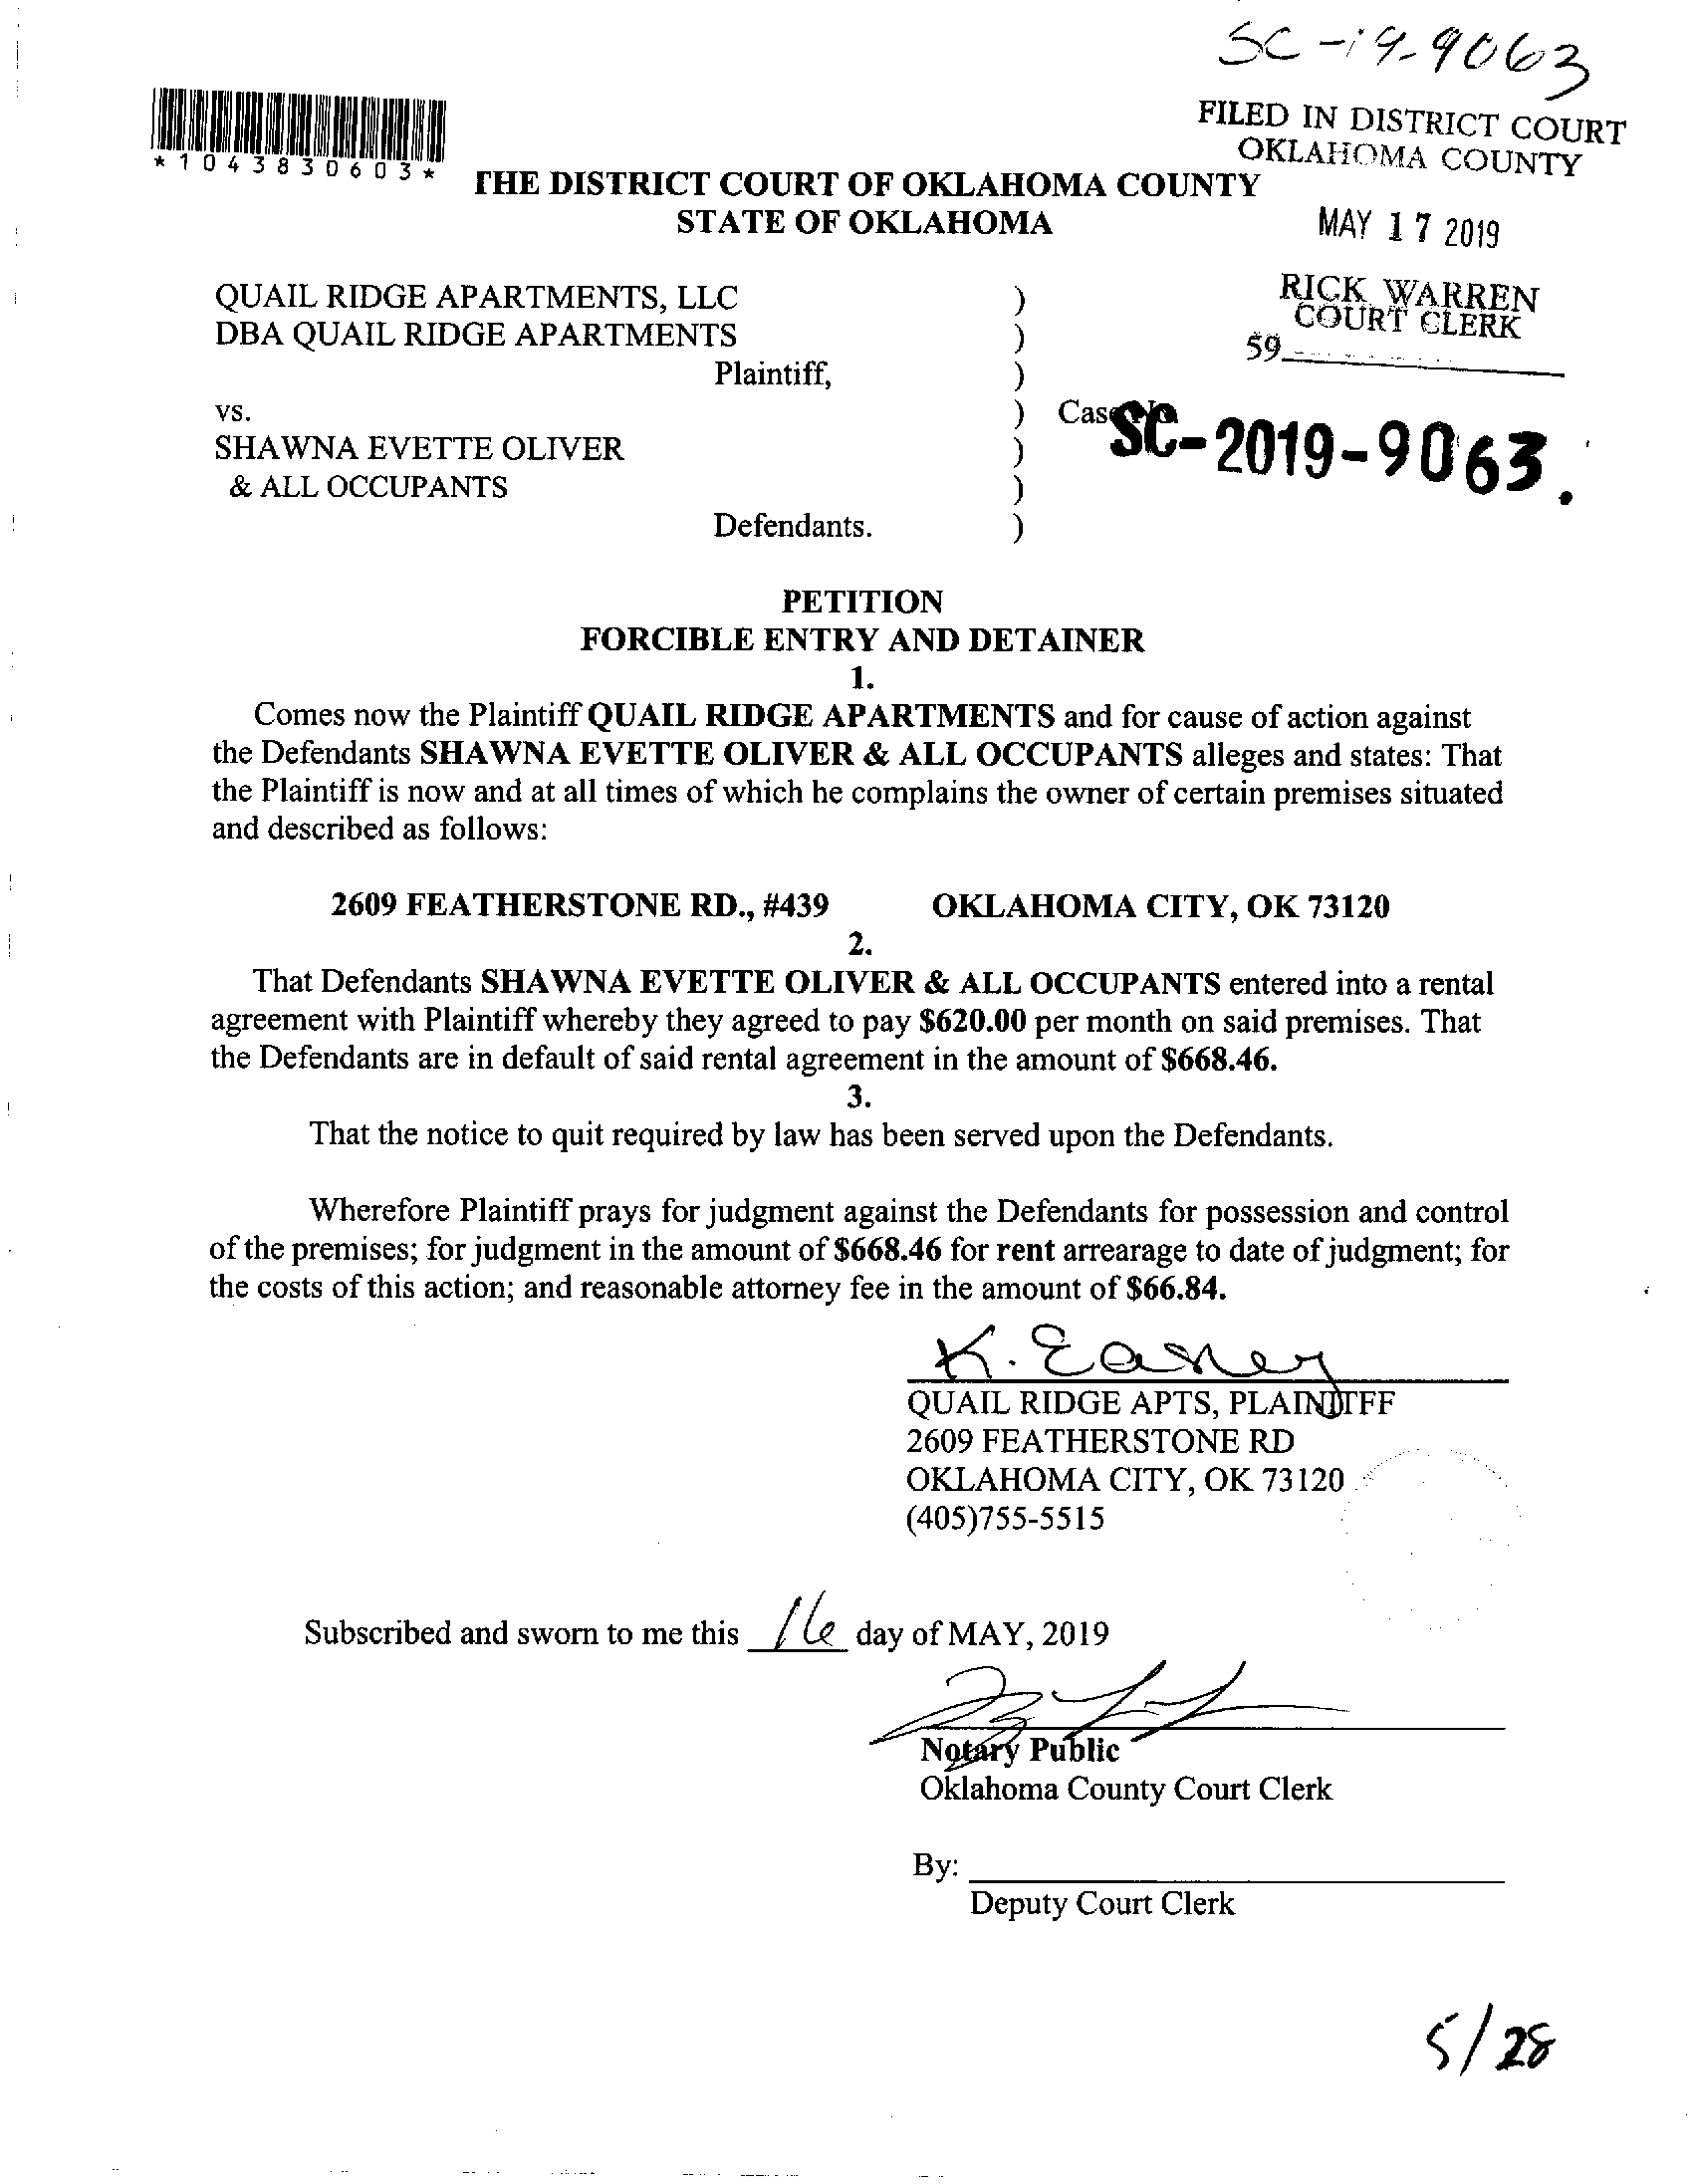 SC-19-9063
FILED IN DISTRICT COURT
OKLAHOMA COUNTY
*1043830603*
THE DISTRICT COURT OF OKLAHOMA COUNTY
STATE OF OKLAHOMA
MAY 17 2019
QUAIL RIDGE APARTMENTS, LLC )
DBA QUAIL RIDGE APARTMENTS )
Plaintiff, )
RICK WARREN
COURT CLERK
59
vs. ) Case No
SC-2019-9063.
SHAWNA EVETTE OLIVER )
& ALL OCCUPANTS )
Defendants. )
PETITION
FORCIBLE ENTRY AND DETAINER
1.
Comes now the Plaintiff QUAIL RIDGE APARTMENTS and for cause of action against
the Defendants SHAWNA EVETTE OLIVER & ALL OCCUPANTS alleges and states: That
the Plaintiff is now and at all times of which he complains the owner of certain premises situated
and described as follows:
2609 FEATHERSTONE RD., #439 OKLAHOMA CITY, OK 73120
2.
That Defendants SHAWNA EVETTE OLIVER & ALL OCCUPANTS entered into a rental
agreement with Plaintiff whereby they agreed to pay $620.00 per month on said premises. That
the Defendants are in default of said rental agreement in the amount of $668.46.
3.
That the notice to quit required by law has been served upon the Defendants.
Wherefore Plaintiff prays for judgment against the Defendants for possession and control
of the premises; for judgment in the amount of $668.46 for rent arrearage to date of judgment; for
the costs of this action; and reasonable attorney fee in the amount of $66.84.
K.
QUAIL RIDGE APTS, PLAINTIFF
2609 FEATHERSTONE RD
OKLAHOMA CITY, OK 73120
(405)755-5515
Subscribed and sworn to me this 16 day of MAY, 2019
Notary Public
Oklahoma County Court Clerk
By:
Deputy Court Clerk
5/28